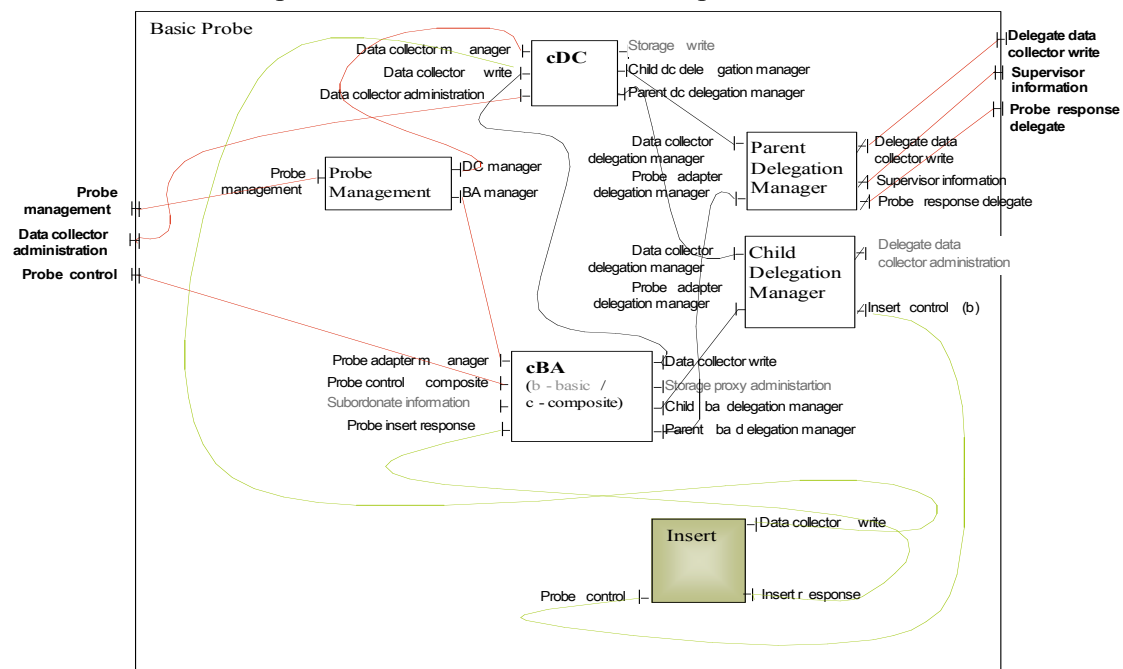 Basic Probe
Data collector m anager
Data collector write
Data collector administration
cDC
Storage write
Child dc dele gation manager
Parent dc delegation manager
Delegate data
collector write
Supervisor
information
Probe response
delegate
Data collector
delegation manager
Probe adapter
delegation manager
Parent
Delegation
Manager
Delegate data
collector write
Supervisor information
Probe response delegate
Probe
management
Probe
Management
DC manager
BA manager
Probe
management
Data collector
administration
Probe control
Data collector
delegation manager
Probe adapter
delegation manager
Child
Delegation
Manager
Delegate data
collector administration
Insert control (b)
Probe adapter m anager
Probe control composite
Subordonate information
Probe insert response
cBA
(b - basic /
c - composite)
Data collector write
Storage proxy administartion
Child ba delegation manager
Parent ba d elegation manager
Insert
Data collector write
Probe control
Insert r esponse